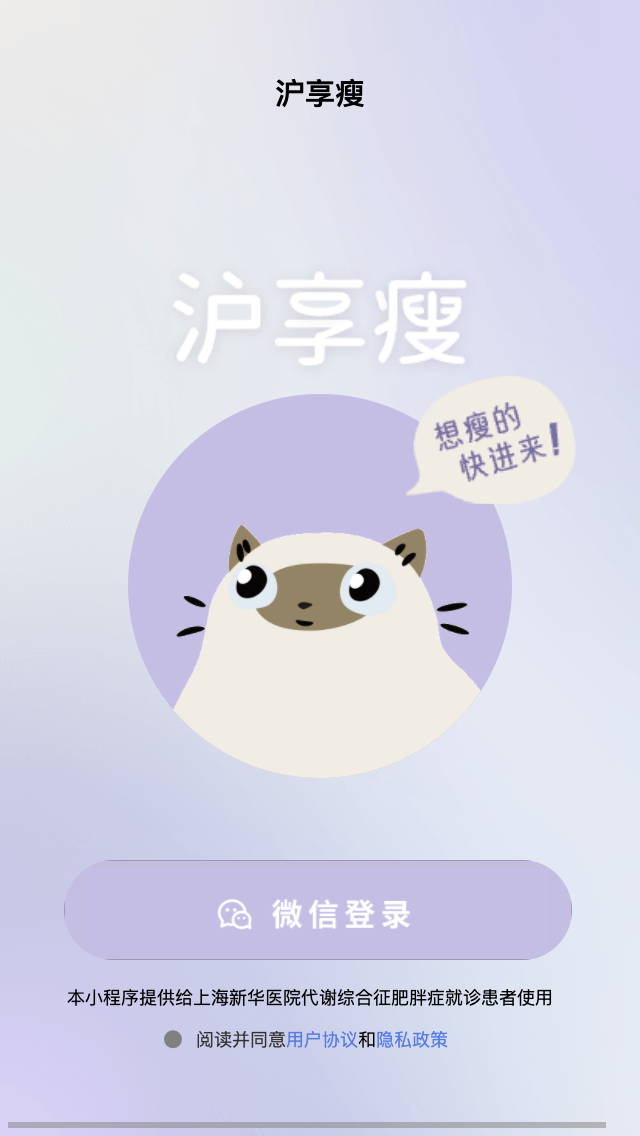 沪享瘦
沪享瘦
想瘦的
快进来!
微信登录
本小程序提供给上海新华医院代谢综合征肥胖症就诊患者使用
阅读并同意用户协议和隐私政策